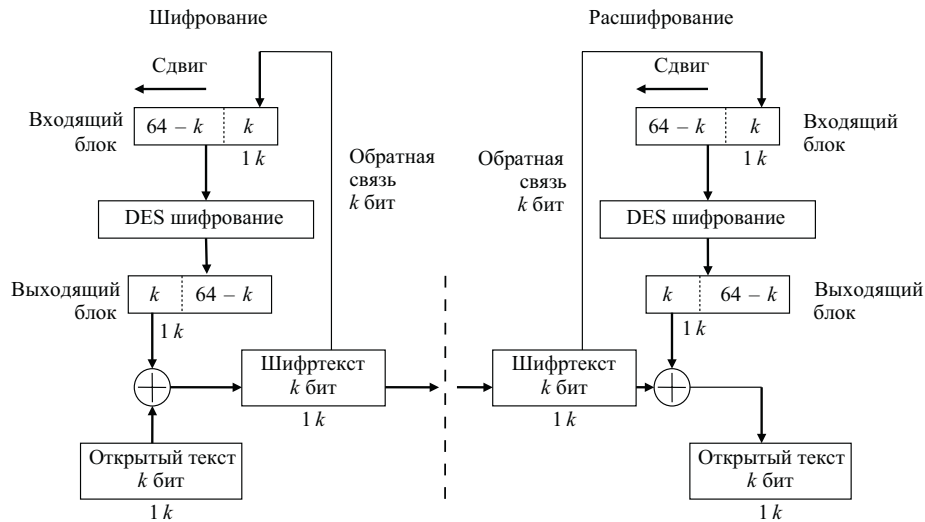 Шифрование
Сдвиг
Входящий
блок
64 – k
k
1 k
Обратная
связь
k бит
DES шифрование
Выходящий
блок
k
64 – k
1 k
Шифртекст
k бит
1 k
Открытый текст
k бит
1 k
Расшифрование
Сдвиг
64 – k
k
Входящий
блок
1 k
Обратная
связь
k бит
DES шифрование
k
64 – k
Выходящий
блок
1 k
Шифртекст
k бит
1 k
Открытый текст
k бит
1 k